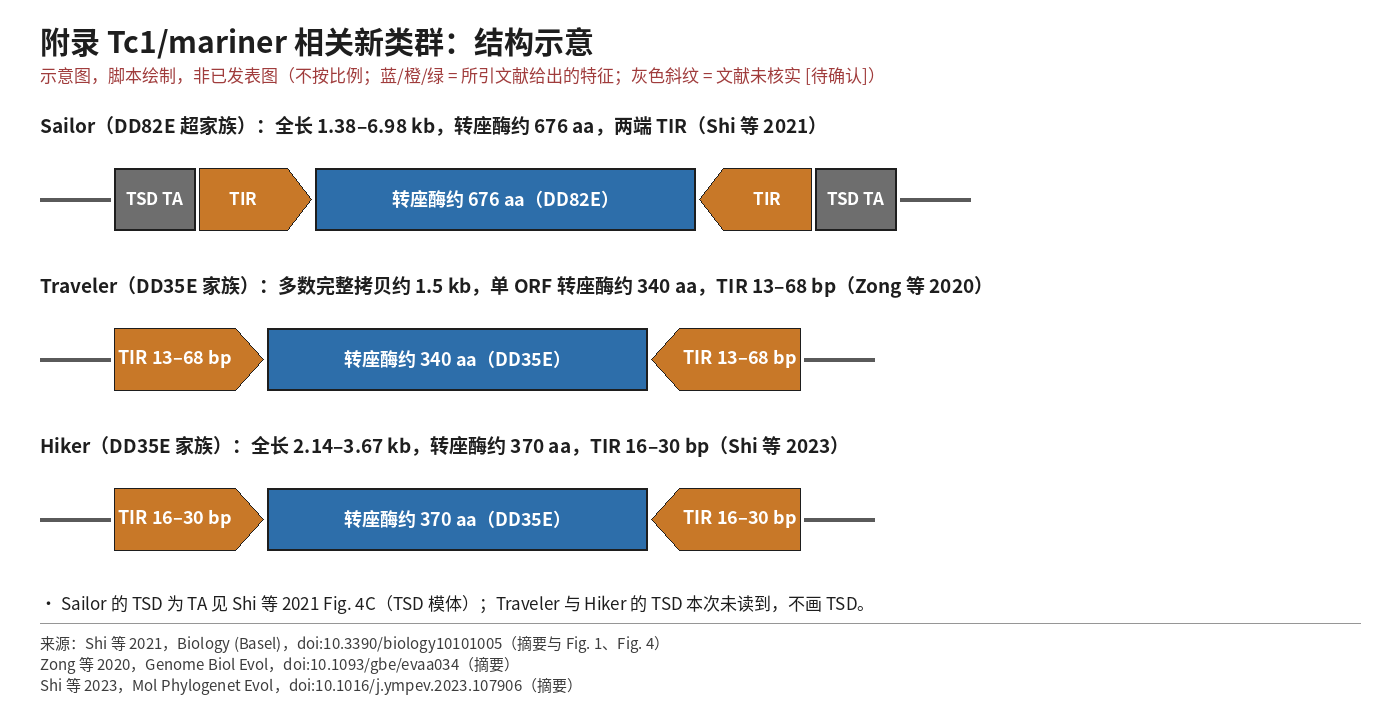 附录 Tc1/mariner 相关新类群：结构示意
示意图，脚本绘制，非已发表图（不按比例；蓝/橙/绿 = 所引文献给出的特征；灰色斜纹 = 文献未核实 [待确认]）
Sailor（DD82E 超家族）：全长 1.38–6.98 kb，转座酶约 676 aa，两端 TIR（Shi 等 2021）
TSD TA TIR 转座酶约 676 aa（DD82E） TIR TSD TA
Traveler（DD35E 家族）：多数完整拷贝约 1.5 kb，单 ORF 转座酶约 340 aa，TIR 13–68 bp（Zong 等 2020）
TIR 13–68 bp 转座酶约 340 aa（DD35E） TIR 13–68 bp
Hiker（DD35E 家族）：全长 2.14–3.67 kb，转座酶约 370 aa，TIR 16–30 bp（Shi 等 2023）
TIR 16–30 bp 转座酶约 370 aa（DD35E） TIR 16–30 bp
· Sailor 的 TSD 为 TA 见 Shi 等 2021 Fig. 4C（TSD 模体）；Traveler 与 Hiker 的 TSD 本次未读到，不画 TSD。
来源：Shi 等 2021，Biology (Basel)，doi:10.3390/biology10101005（摘要与 Fig. 1、Fig. 4）
Zong 等 2020，Genome Biol Evol，doi:10.1093/gbe/evaa034（摘要）
Shi 等 2023，Mol Phylogenet Evol，doi:10.1016/j.ympev.2023.107906（摘要）